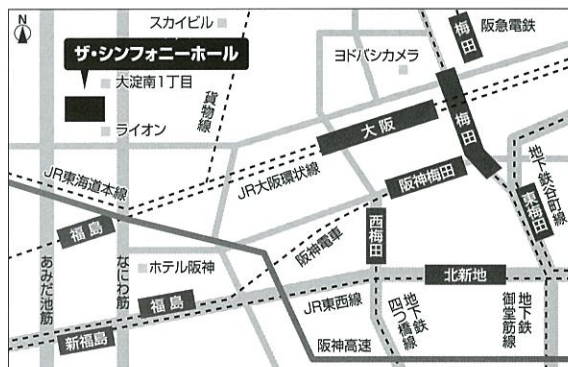 N
スカイビル
ザ・シンフォニーホール
大淀南1丁目
ライオン
貨物線
ヨドバシカメラ
梅田
阪急電鉄
大阪
梅田
JR東海道本線
JR大阪環状線
阪神梅田
地下鉄谷町線
東梅田
福島
西梅田
阪神電車
あみだ池筋
なにわ筋
ホテル阪神
福島
北新地
JR東西線
新福島
阪神高速
地下鉄
四つ橋線
地下鉄
御堂筋線